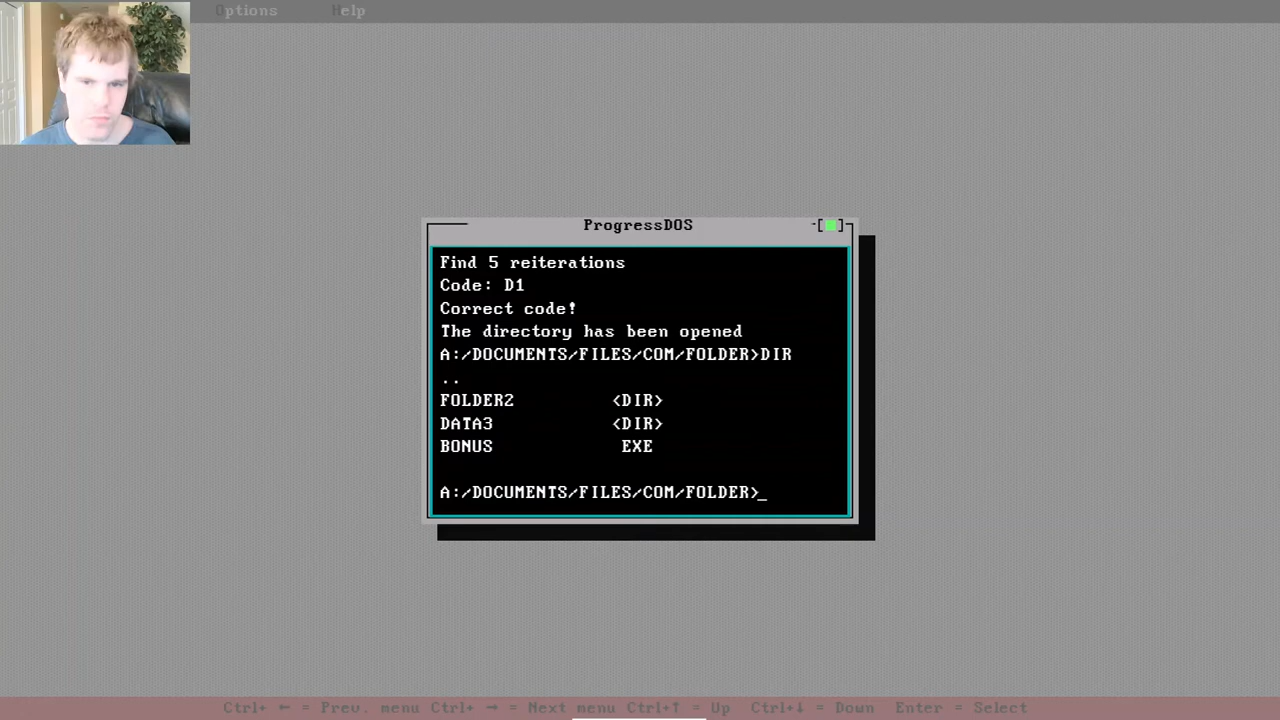 Options Help
ProgressDOS
Find 5 reiterations
Code: D1
Correct code!
The directory has been opened
A:/DOCUMENTS/FILES/COM/FOLDER>DIR
..
FOLDER2 <DIR>
DATA3 <DIR>
BONUS EXE
A:/DOCUMENTS/FILES/COM/FOLDER>_
Ctrl+ ← = Prev. menu Ctrl+ → = Next menu Ctrl+↑ = Up Ctrl+↓ = Down Enter = Select